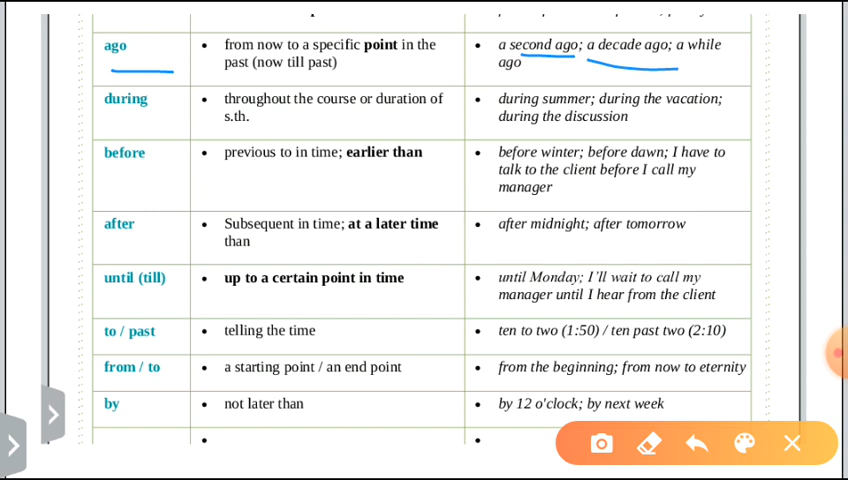 ago
• from now to a specific point in the
past (now till past)
• a second ago; a decade ago; a while
ago
during
• throughout the course or duration of
s.th.
• during summer; during the vacation;
during the discussion
before
• previous to in time; earlier than
• before winter; before dawn; I have to
talk to the client before I call my
manager
after
• Subsequent in time; at a later time
than
• after midnight; after tomorrow
until (till)
• up to a certain point in time
• until Monday; I'll wait to call my
manager until I hear from the client
to / past
• telling the time
• ten to two (1:50) / ten past two (2:10)
from / to
• a starting point / an end point
• from the beginning; from now to eternity
by
• not later than
• by 12 o'clock; by next week